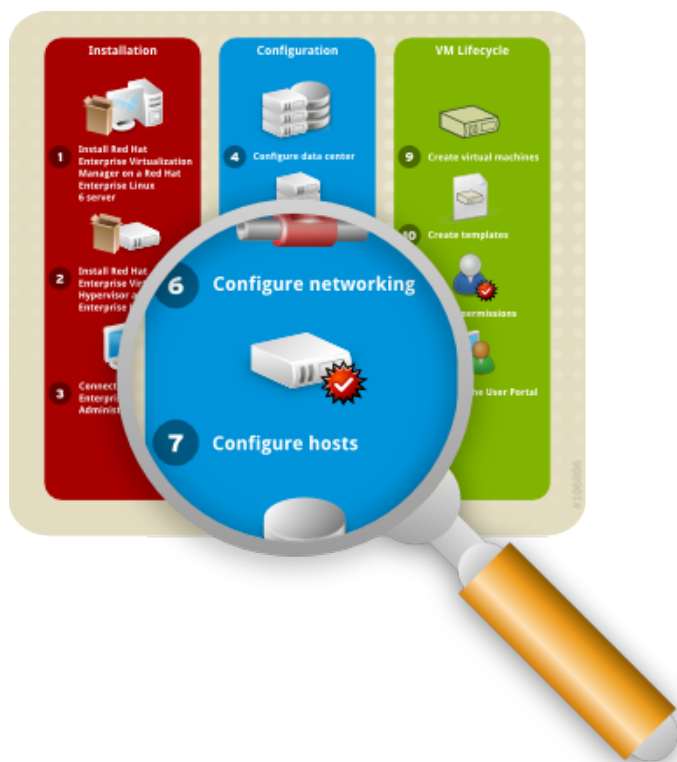 Installation
1 Install Red Hat
Enterprise Virtualization
Manager on a Red Hat
Enterprise Linux
6 server
2 Install Red Hat
Enterprise
Hypervisor
Enterprise
3 Connect
Enterpris
Administ
Configuration
4 Configure data center
6 Configure networking
7 Configure hosts
VM Lifecycle
9 Create virtual machines
10 Create templates
permissions
he User Portal